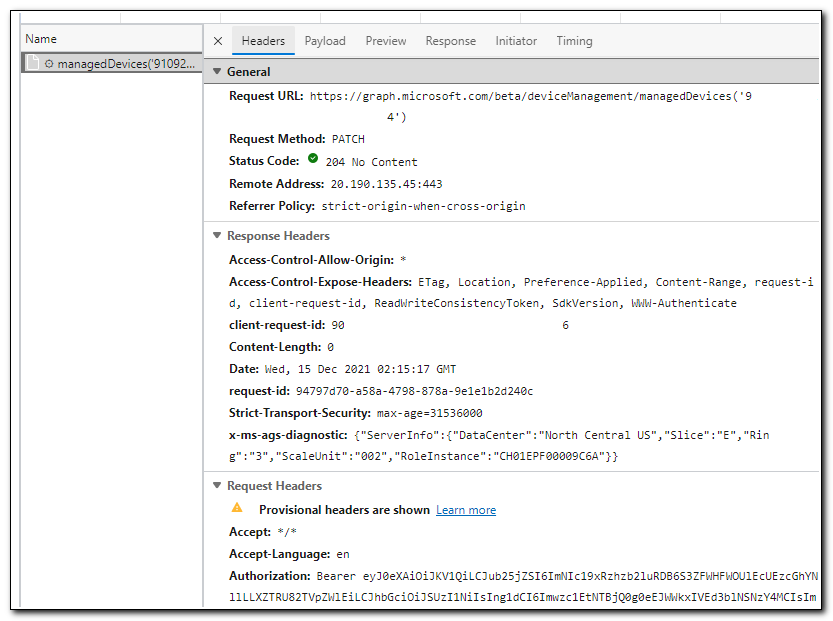 Name
managedDevices('91092...
Headers
Payload
Preview
Response
Initiator
Timing
General
Request URL: https://graph.microsoft.com/beta/deviceManagement/managedDevices('9
4')
Request Method: PATCH
Status Code: 204 No Content
Remote Address: 20.190.135.45:443
Referrer Policy: strict-origin-when-cross-origin
Response Headers
Access-Control-Allow-Origin: *
Access-Control-Expose-Headers: ETag, Location, Preference-Applied, Content-Range, request-i
d, client-request-id, ReadWriteConsistencyToken, SdkVersion, WWW-Authenticate
client-request-id: 90 6
Content-Length: 0
Date: Wed, 15 Dec 2021 02:15:17 GMT
request-id: 94797d70-a58a-4798-878a-9e1e1b2d240c
Strict-Transport-Security: max-age=31536000
x-ms-ags-diagnostic: {"ServerInfo":{"DataCenter":"North Central US","Slice":"E","Rin
g":"3","ScaleUnit":"002","RoleInstance":"CH01EPF00009C6A"}}
Request Headers
Provisional headers are shown Learn more
Accept: */*
Accept-Language: en
Authorization: Bearer